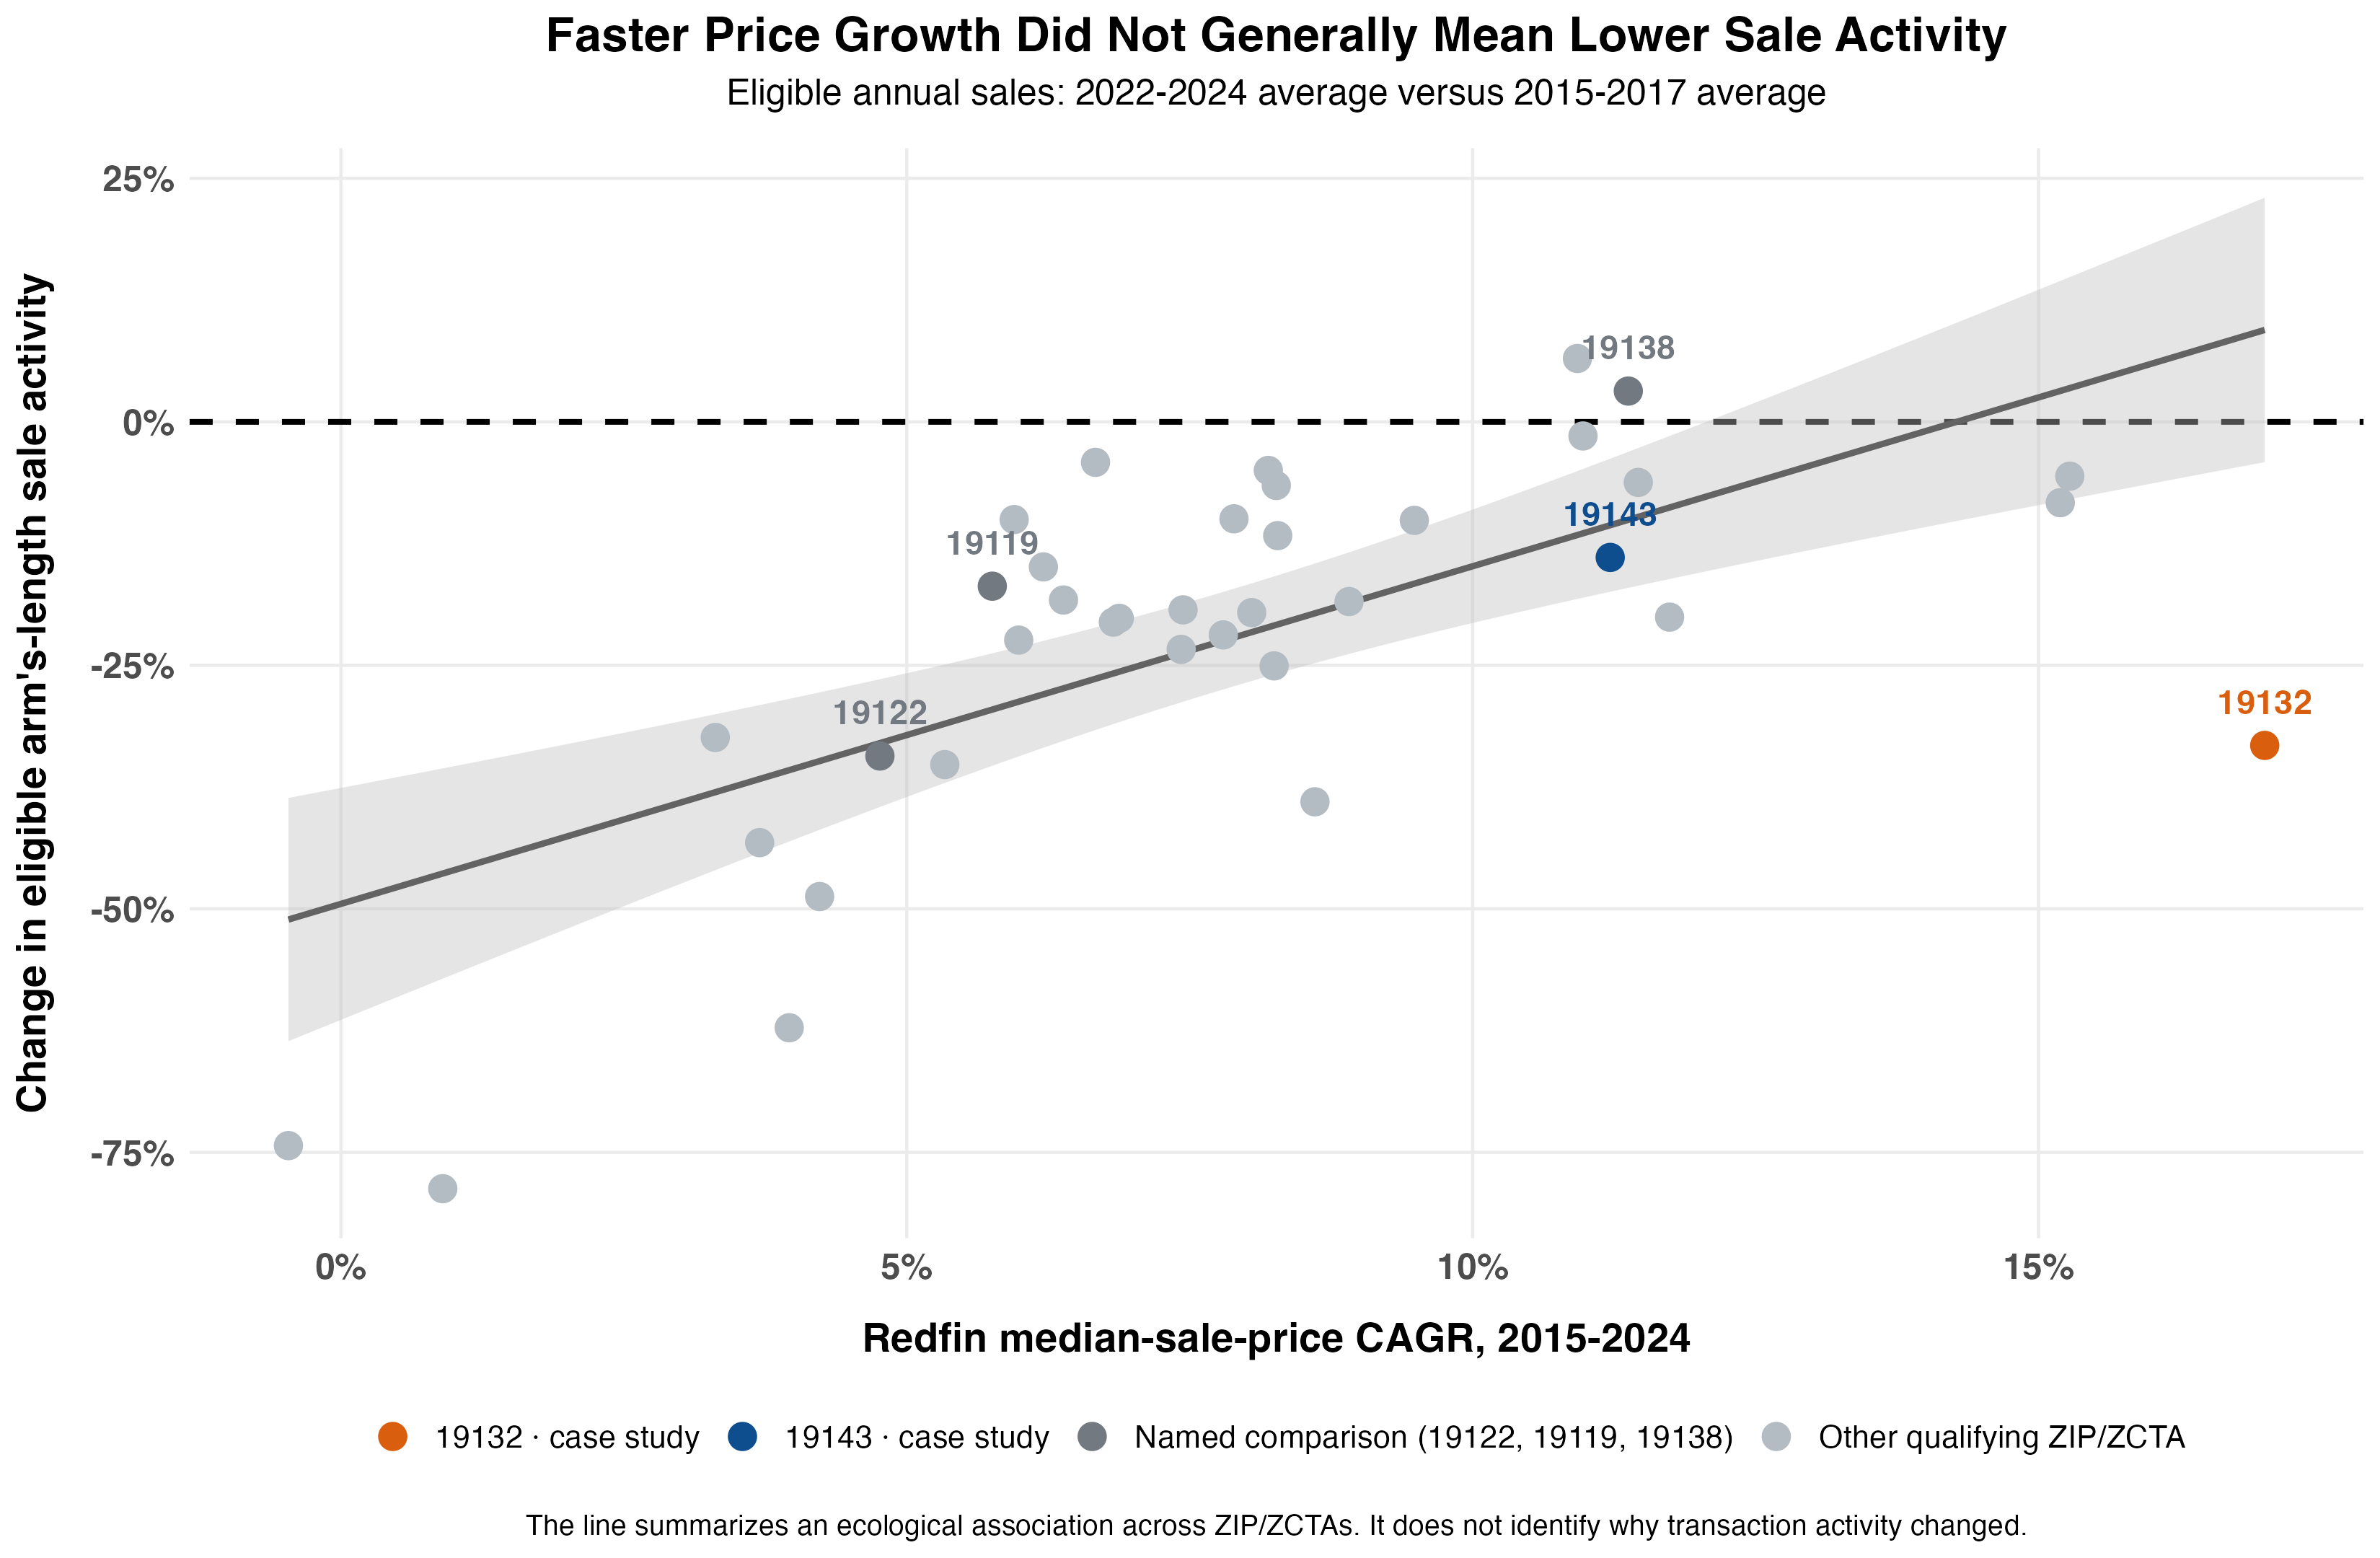 Faster Price Growth Did Not Generally Mean Lower Sale Activity
Eligible annual sales: 2022-2024 average versus 2015-2017 average
Change in eligible arm's-length sale activity
25%
0%
-25%
-50%
-75%
19138
19143
19119
19122
19132
0%
5%
10%
15%
Redfin median-sale-price CAGR, 2015-2024
19132 · case study
19143 · case study
Named comparison (19122, 19119, 19138)
Other qualifying ZIP/ZCTA
The line summarizes an ecological association across ZIP/ZCTAs. It does not identify why transaction activity changed.